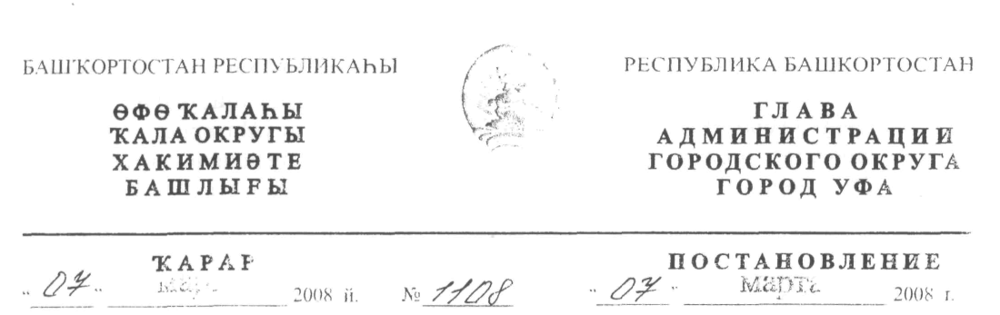 БАШҠОРТОСТАН РЕСПУБЛИКАҺЫ
ӨФӨ ҠАЛАҺЫ
ҠАЛА ОКРУГЫ
ХАКИМИӘТЕ
БАШЛЫҒЫ
РЕСПУБЛИКА БАШКОРТОСТАН
ГЛАВА
АДМИНИСТРАЦИИ
ГОРОДСКОГО ОКРУГА
ГОРОД УФА
ҠАРАР
ПОСТАНОВЛЕНИЕ
"07" 2008 й. № 1108 "07" марта 2008 г.